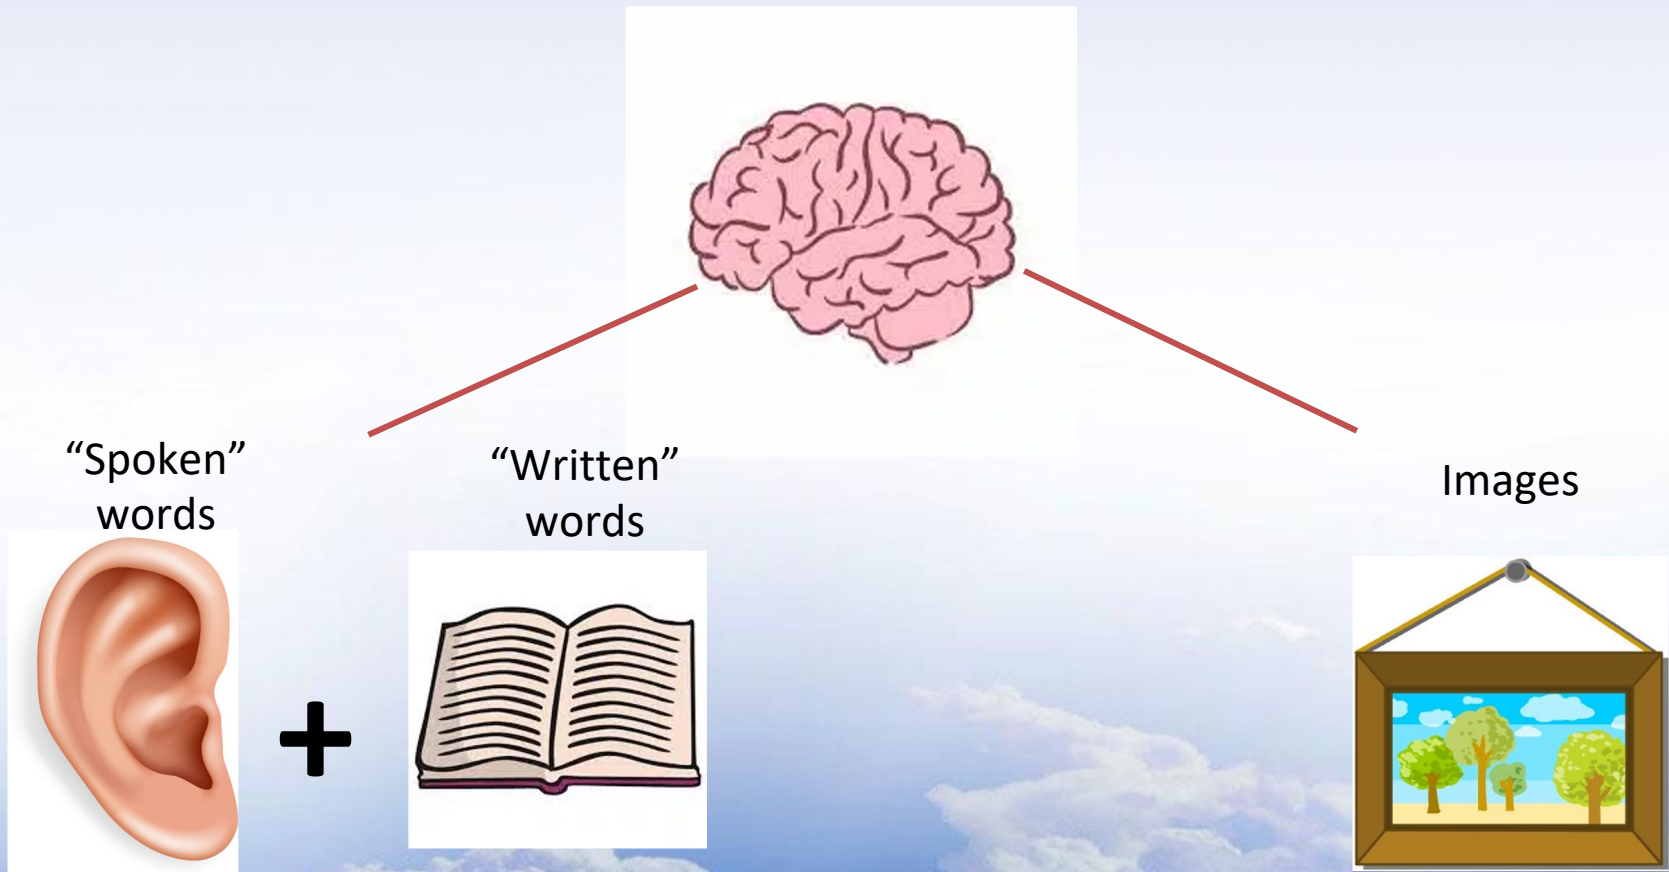 “Spoken”
words
“Written”
words
Images
+